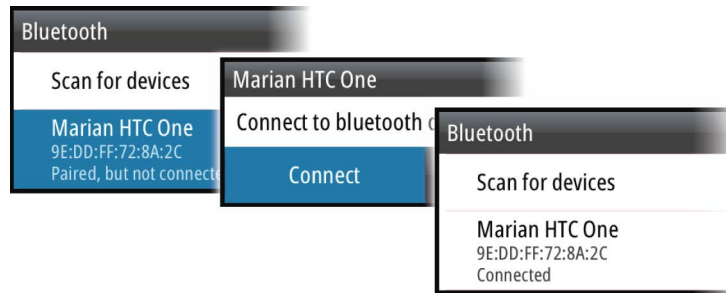 Bluetooth
Scan for devices
Marian HTC One
9E:DD:FF:72:8A:2C
Paired, but not connecte
Marian HTC One
Connect to bluetooth
Connect
Bluetooth
Scan for devices
Marian HTC One
9E:DD:FF:72:8A:2C
Connected